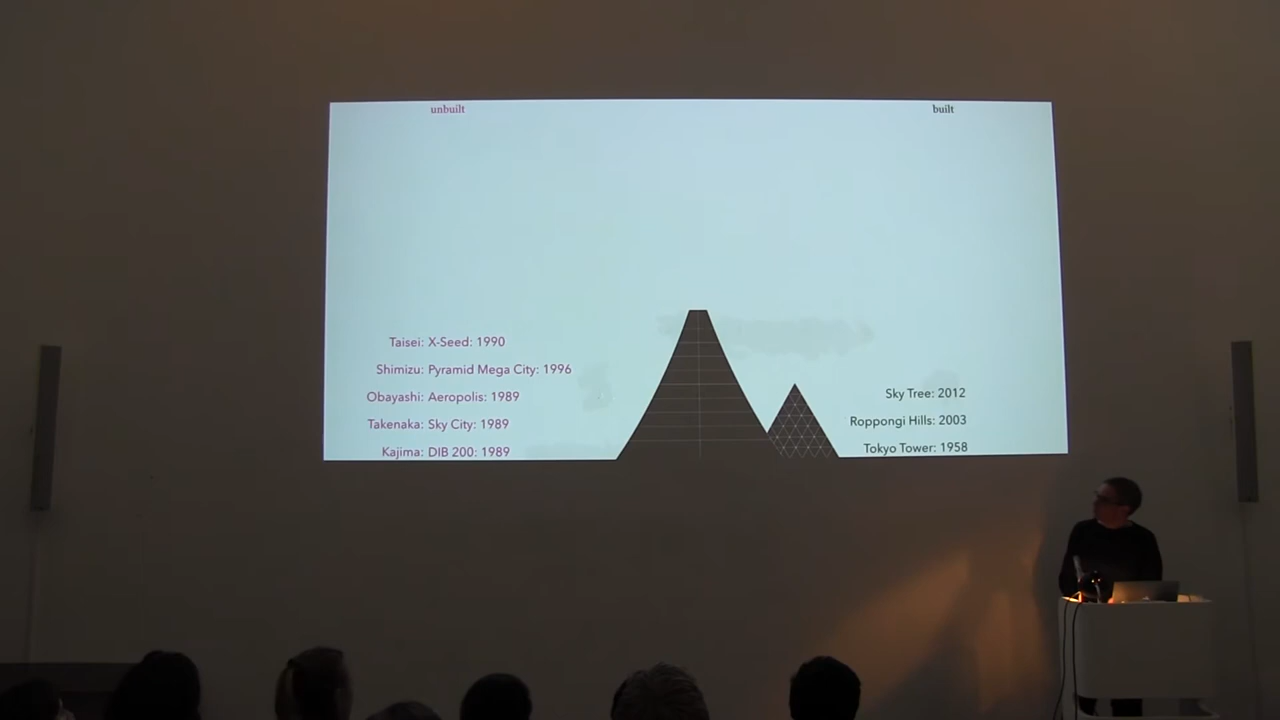 unbuilt
built
Taisei: X-Seed: 1990
Shimizu: Pyramid Mega City: 1996
Obayashi: Aeropolis: 1989
Takenaka: Sky City: 1989
Kajima: DIB 200: 1989
Sky Tree: 2012
Roppongi Hills: 2003
Tokyo Tower: 1958